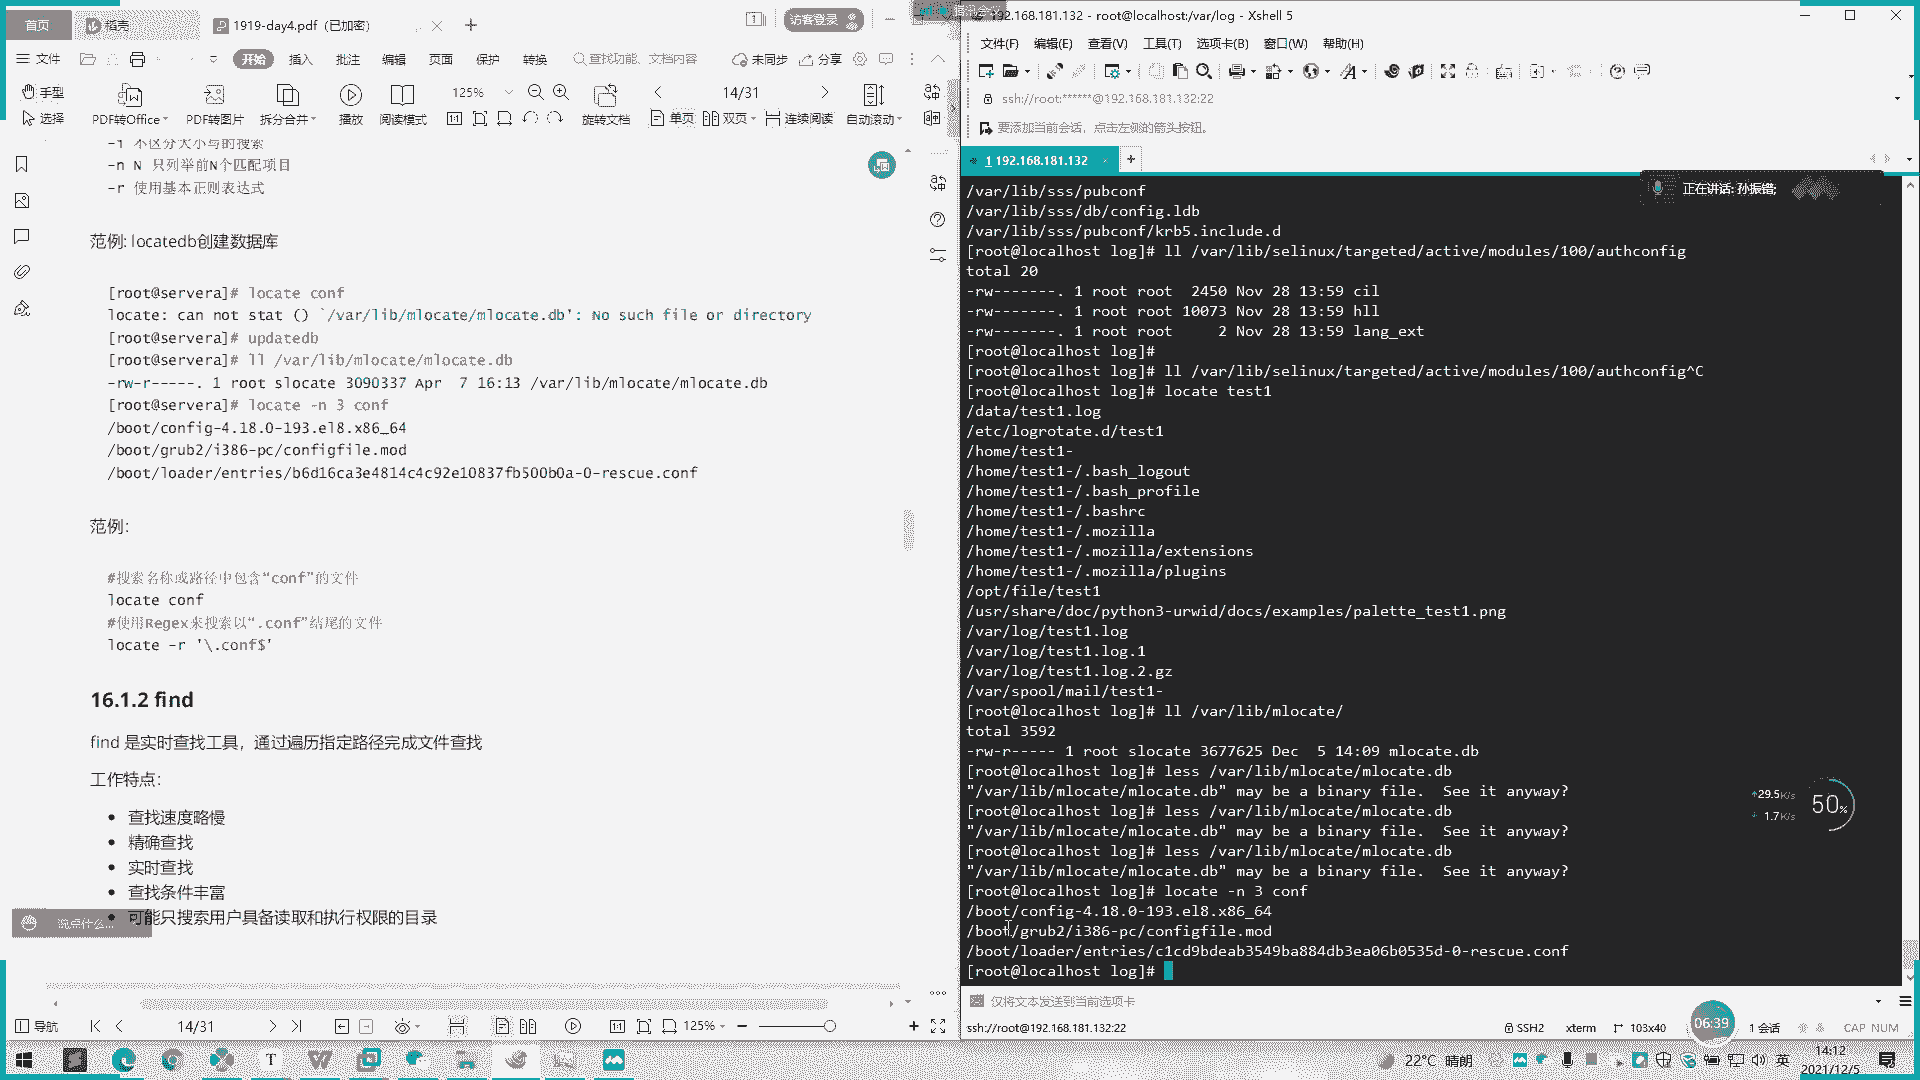 首页
稻壳
1919-day4.pdf（已加密）
访客登录
文件
开始
插入
批注
编辑
页面
保护
转换
查找功能、文档内容
未同步
分享
手型
选择
PDF转Office
PDF转图片
拆分合并
播放
阅读模式
125%
旋转文档
14/31
单页
双页
连续阅读
自动滚动
-i 不区分大小写的搜索
-n N 只列举前N个匹配项目
-r 使用基本正则表达式
范例: locatedb创建数据库
[root@servera]# locate conf
locate: can not stat () `/var/lib/mlocate/mlocate.db': No such file or directory
[root@servera]# updatedb
[root@servera]# ll /var/lib/mlocate/mlocate.db
-rw-r-----. 1 root slocate 3090337 Apr  7 16:13 /var/lib/mlocate/mlocate.db
[root@servera]# locate -n 3 conf
/boot/config-4.18.0-193.el8.x86_64
/boot/grub2/i386-pc/configfile.mod
/boot/loader/entries/b6d16ca3e4814c4c92e10837fb500b0a-0-rescue.conf
范例:
#搜索名称或路径中包含“conf”的文件
locate conf
#使用Regex来搜索以“.conf”结尾的文件
locate -r '\.conf$'
16.1.2 find
find 是实时查找工具，通过遍历指定路径完成文件查找
工作特点:
• 查找速度略慢
• 精确查找
• 实时查找
• 查找条件丰富
• 可能只搜索用户具备读取和执行权限的目录
说点什么...
导航
14/31
125%
192.168.181.132 - root@localhost:/var/log - Xshell 5
文件(F) 编辑(E) 查看(V) 工具(T) 选项卡(B) 窗口(W) 帮助(H)
ssh://root:******@192.168.181.132:22
要添加当前会话，点击左侧的箭头按钮。
1 192.168.181.132
正在讲话: 孙振锴;
/var/lib/sss/pubconf
/var/lib/sss/db/config.ldb
/var/lib/sss/pubconf/krb5.include.d
[root@localhost log]# ll /var/lib/selinux/targeted/active/modules/100/authconfig
total 20
-rw-------. 1 root root  2450 Nov 28 13:59 cil
-rw-------. 1 root root 10073 Nov 28 13:59 hll
-rw-------. 1 root root     2 Nov 28 13:59 lang_ext
[root@localhost log]#
[root@localhost log]# ll /var/lib/selinux/targeted/active/modules/100/authconfig^C
[root@localhost log]# locate test1
/data/test1.log
/etc/logrotate.d/test1
/home/test1-
/home/test1-/.bash_logout
/home/test1-/.bash_profile
/home/test1-/.bashrc
/home/test1-/.mozilla
/home/test1-/.mozilla/extensions
/home/test1-/.mozilla/plugins
/opt/file/test1
/usr/share/doc/python3-urwid/docs/examples/palette_test1.png
/var/log/test1.log
/var/log/test1.log.1
/var/log/test1.log.2.gz
/var/spool/mail/test1-
[root@localhost log]# ll /var/lib/mlocate/
total 3592
-rw-r----- 1 root slocate 3677625 Dec  5 14:09 mlocate.db
[root@localhost log]# less /var/lib/mlocate/mlocate.db
"/var/lib/mlocate/mlocate.db" may be a binary file.  See it anyway?
[root@localhost log]# less /var/lib/mlocate/mlocate.db
"/var/lib/mlocate/mlocate.db" may be a binary file.  See it anyway?
[root@localhost log]# less /var/lib/mlocate/mlocate.db
"/var/lib/mlocate/mlocate.db" may be a binary file.  See it anyway?
[root@localhost log]# locate -n 3 conf
/boot/config-4.18.0-193.el8.x86_64
/boot/grub2/i386-pc/configfile.mod
/boot/loader/entries/c1cd9bdeab3549ba884db3ea06b0535d-0-rescue.conf
[root@localhost log]#
29.5K/s
1.7K/s
50%
仅将文本发送到当前选项卡
ssh://root@192.168.181.132:22
SSH2
xterm
103x40
06:39
1 会话
CAP NUM
22°C 晴朗
英
14:12
2021/12/5